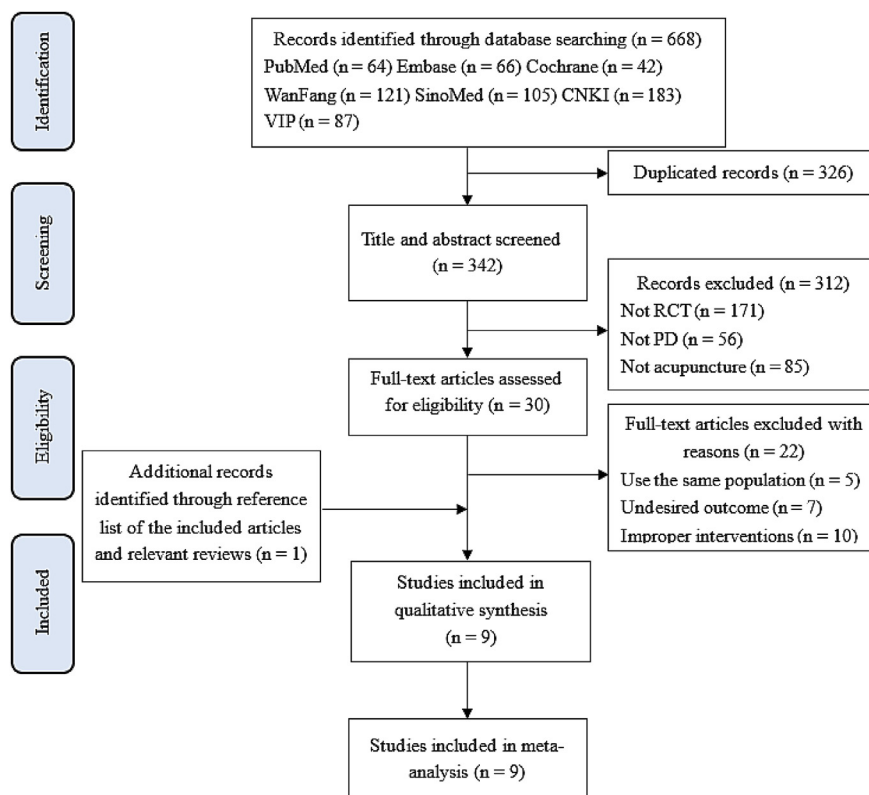 Identification
Records identified through database searching (n = 668)
PubMed (n = 64) Embase (n = 66) Cochrane (n = 42)
WanFang (n = 121) SinoMed (n = 105) CNKI (n = 183)
VIP (n = 87)
Duplicated records (n = 326)
Screening
Title and abstract screened
(n = 342)
Records excluded (n = 312)
Not RCT (n = 171)
Not PD (n = 56)
Not acupuncture (n = 85)
Eligibility
Full-text articles assessed
for eligibility (n = 30)
Full-text articles excluded with
reasons (n = 22)
Use the same population (n = 5)
Undesired outcome (n = 7)
Improper interventions (n = 10)
Additional records
identified through reference
list of the included articles
and relevant reviews (n = 1)
Included
Studies included in
qualitative synthesis
(n = 9)
Studies included in meta-
analysis (n = 9)